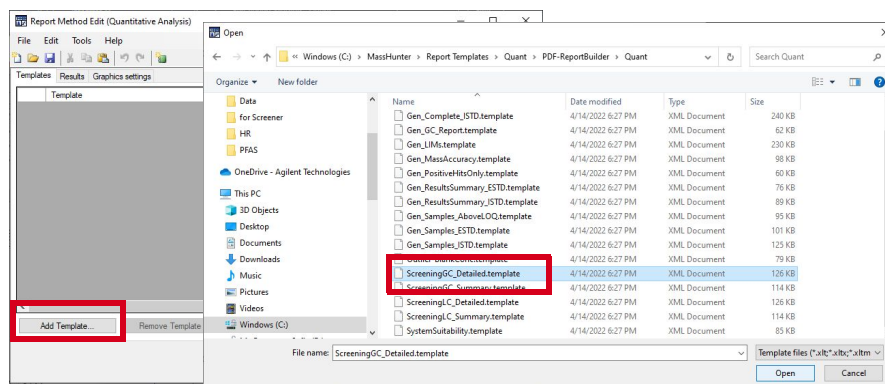 Report Method Edit (Quantitative Analysis)
File Edit Tools Help
Templates Results Graphics settings
Template
Add Template...
Remove Template
Open
« Windows (C:) > MassHunter > Report Templates > Quant > PDF-ReportBuilder > Quant
Search Quant
Organize
New folder
Data
for Screener
HR
PFAS
OneDrive - Agilent Technologies
This PC
3D Objects
Desktop
Documents
Downloads
Music
Pictures
Videos
Windows (C:)
Name Date modified Type Size
Gen_Complete_ISTD.template 4/14/2022 6:27 PM XML Document 240 KB
Gen_GC_Report.template 4/14/2022 6:27 PM XML Document 62 KB
Gen_LIMs.template 4/14/2022 6:27 PM XML Document 230 KB
Gen_MassAccuracy.template 4/14/2022 6:27 PM XML Document 98 KB
Gen_PositiveHitsOnly.template 4/14/2022 6:27 PM XML Document 60 KB
Gen_ResultsSummary_ESTD.template 4/14/2022 6:27 PM XML Document 76 KB
Gen_ResultsSummary_ISTD.template 4/14/2022 6:27 PM XML Document 89 KB
Gen_Samples_AboveLOQ.template 4/14/2022 6:27 PM XML Document 95 KB
Gen_Samples_ESTD.template 4/14/2022 6:27 PM XML Document 101 KB
Gen_Samples_ISTD.template 4/14/2022 6:27 PM XML Document 125 KB
4/14/2022 6:27 PM XML Document 79 KB
ScreeningGC_Detailed.template 4/14/2022 6:27 PM XML Document 126 KB
ScreeningGC_Summary.template 4/14/2022 6:27 PM XML Document 114 KB
ScreeningLC_Detailed.template 4/14/2022 6:27 PM XML Document 126 KB
ScreeningLC_Summary.template 4/14/2022 6:27 PM XML Document 114 KB
SystemSuitability.template 4/14/2022 6:27 PM XML Document 85 KB
File name: ScreeningGC_Detailed.template
Template files (*.xlt;*.xltx;*.xltm
Open
Cancel